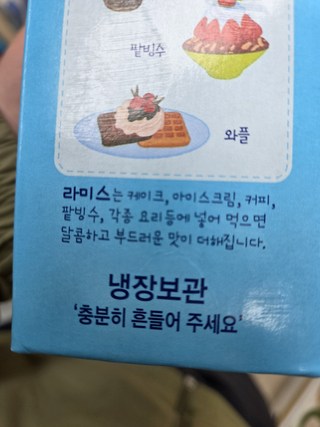 팥빙수
와플
라미스는 케이크, 아이스크림, 커피,
팥빙수, 각종 요리등에 넣어 먹으면
달콤하고 부드러운 맛이 더해집니다.
냉장보관
'충분히 흔들어 주세요'